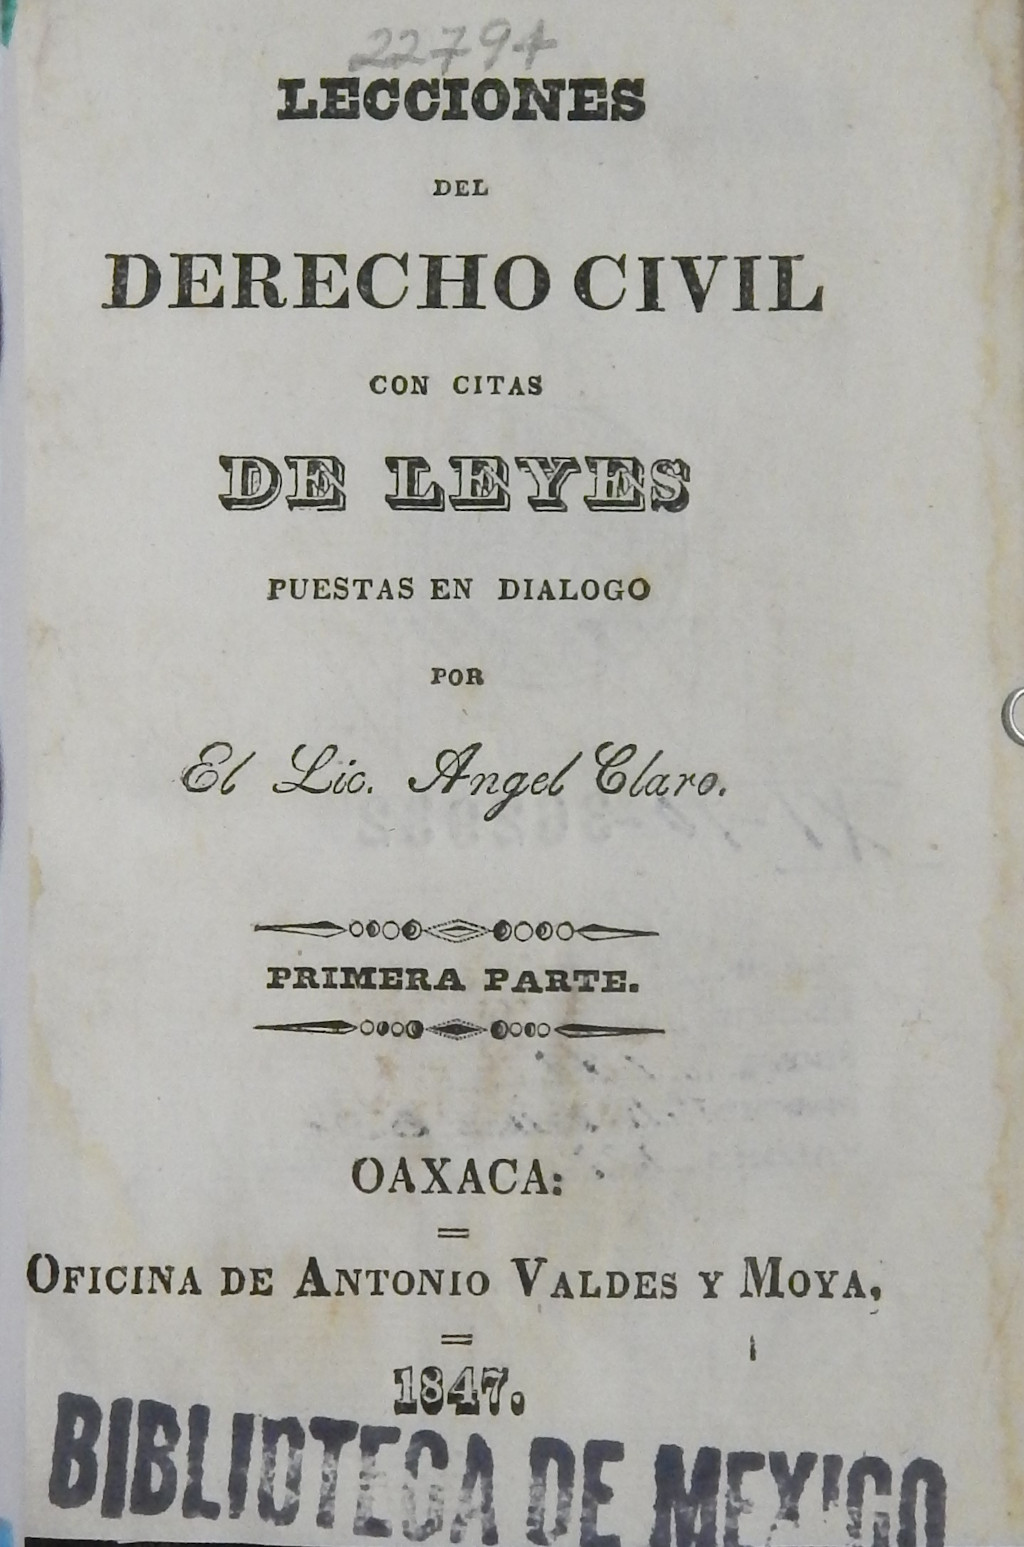 22794
LECCIONES
DEL
DERECHO CIVIL
CON CITAS
DE LEYES
PUESTAS EN DIALOGO
POR
El Lic. Angel Claro.
PRIMERA PARTE.
OAXACA:
OFICINA DE ANTONIO VALDES Y MOYA,
1847.
BIBLIOTECA DE MEXICO